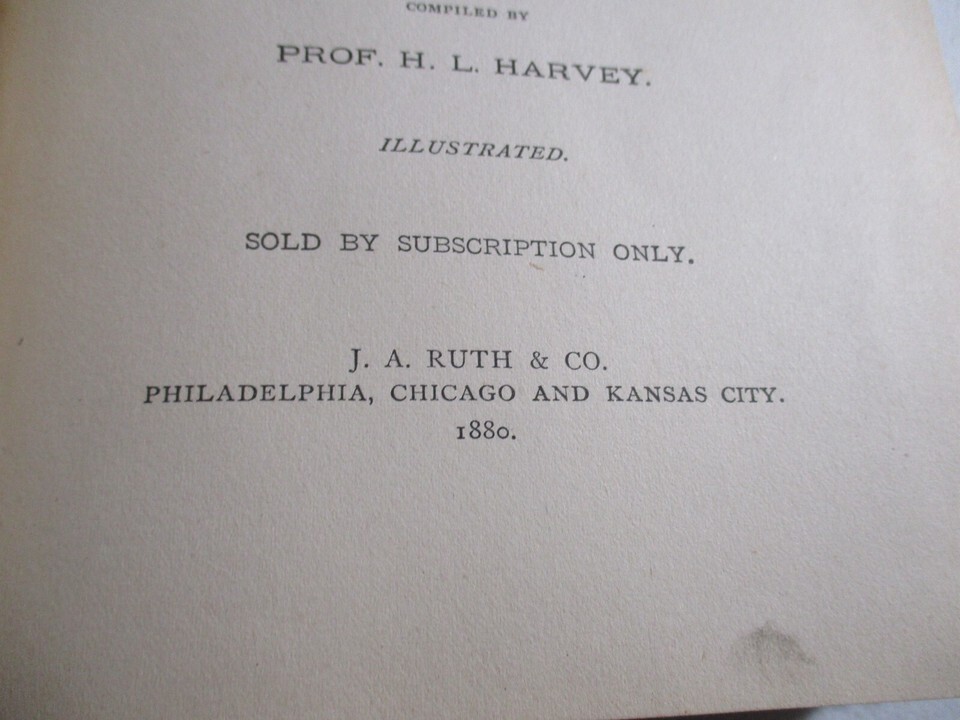 COMPILED BY
PROF. H. L. HARVEY.
ILLUSTRATED.
SOLD BY SUBSCRIPTION ONLY.
J. A. RUTH & CO.
PHILADELPHIA, CHICAGO AND KANSAS CITY.
1880.